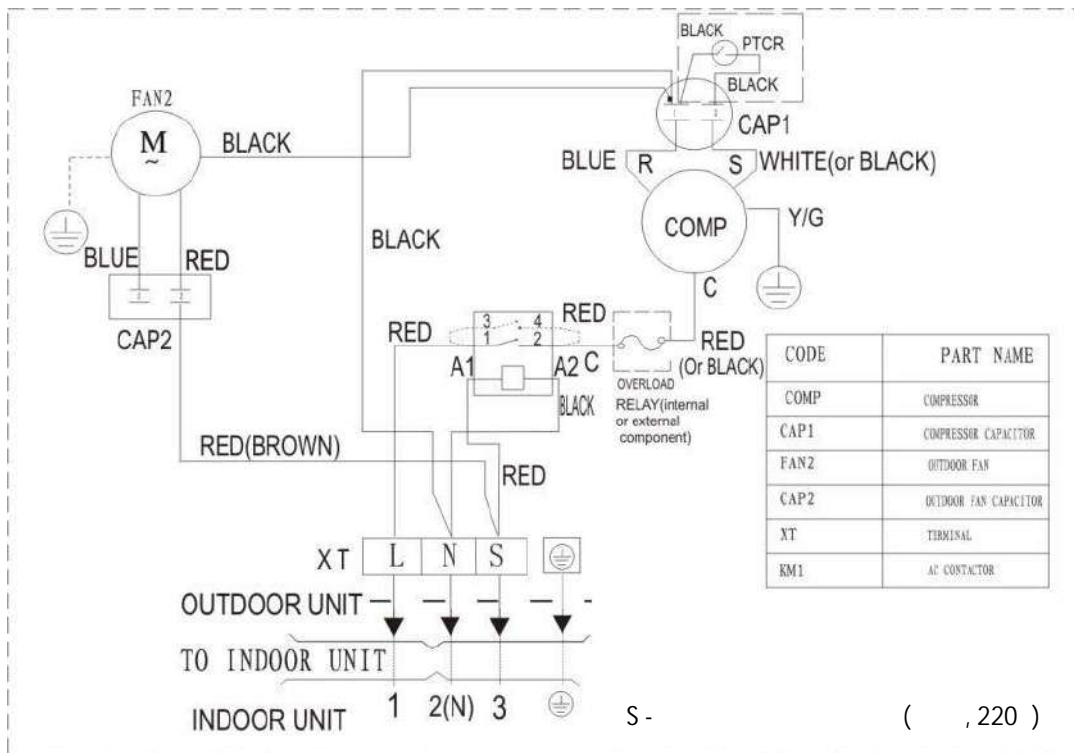 BLACK
PTCR
BLACK
FAN2
M
~
BLACK
CAP1
BLUE R S WHITE(or BLACK)
COMP
Y/G
BLACK
BLUE RED
C
CAP2
RED 3 4 RED
1 2
A1 A2 C
RED
(Or BLACK)
OVERLOAD
RELAY(internal
or external
component)
BLACK
RED(BROWN)
RED
XT L N S
OUTDOOR UNIT
TO INDOOR UNIT
INDOOR UNIT 1 2(N) 3
S - ( , 220 )
CODE PART NAME
COMP COMPRESSOR
CAP1 COMPRESSOR CAPACITOR
FAN2 OUTDOOR FAN
CAP2 OUTDOOR FAN CAPACITOR
XT TERMINAL
KM1 AC CONTACTOR